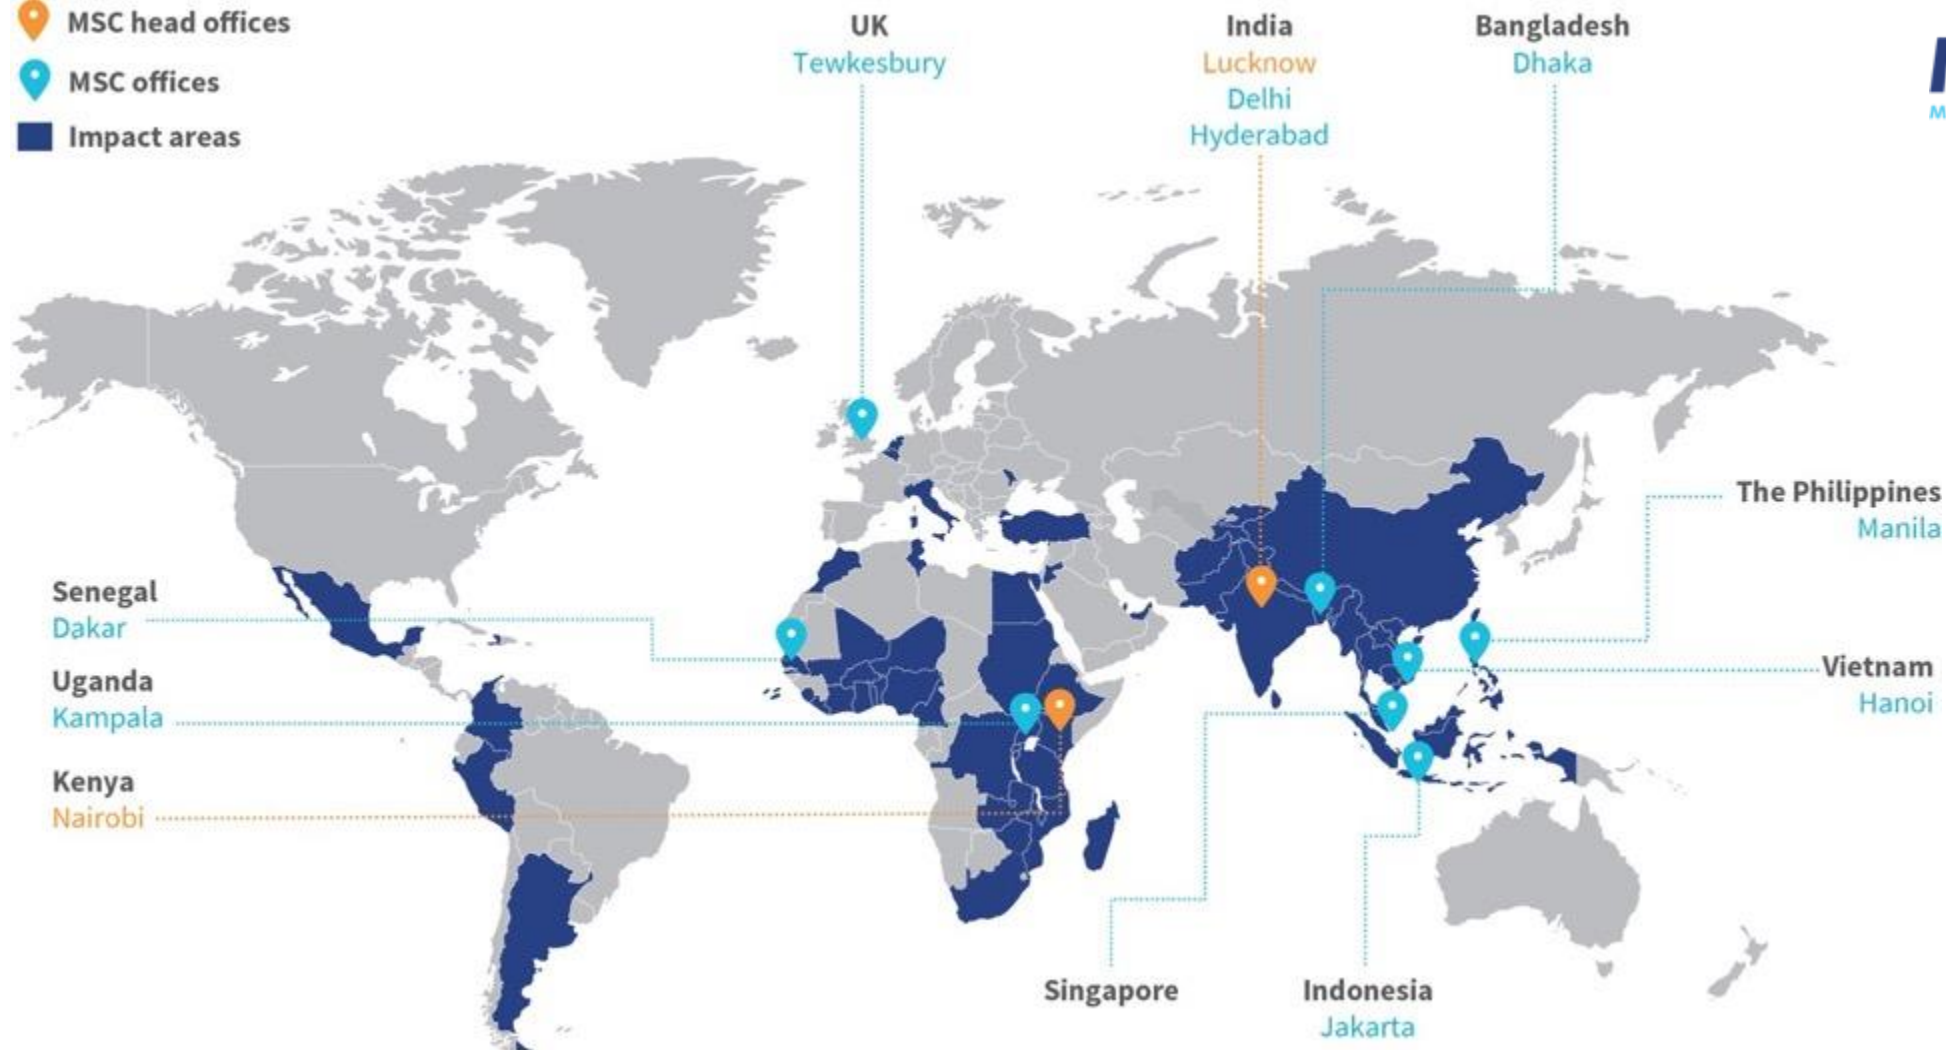 MSC head offices
MSC offices
Impact areas
UK
Tewkesbury
India
Lucknow
Delhi
Hyderabad
Bangladesh
Dhaka
M
The Philippines
Manila
Senegal
Dakar
Uganda
Kampala
Kenya
Nairobi
Vietnam
Hanoi
Singapore
Indonesia
Jakarta